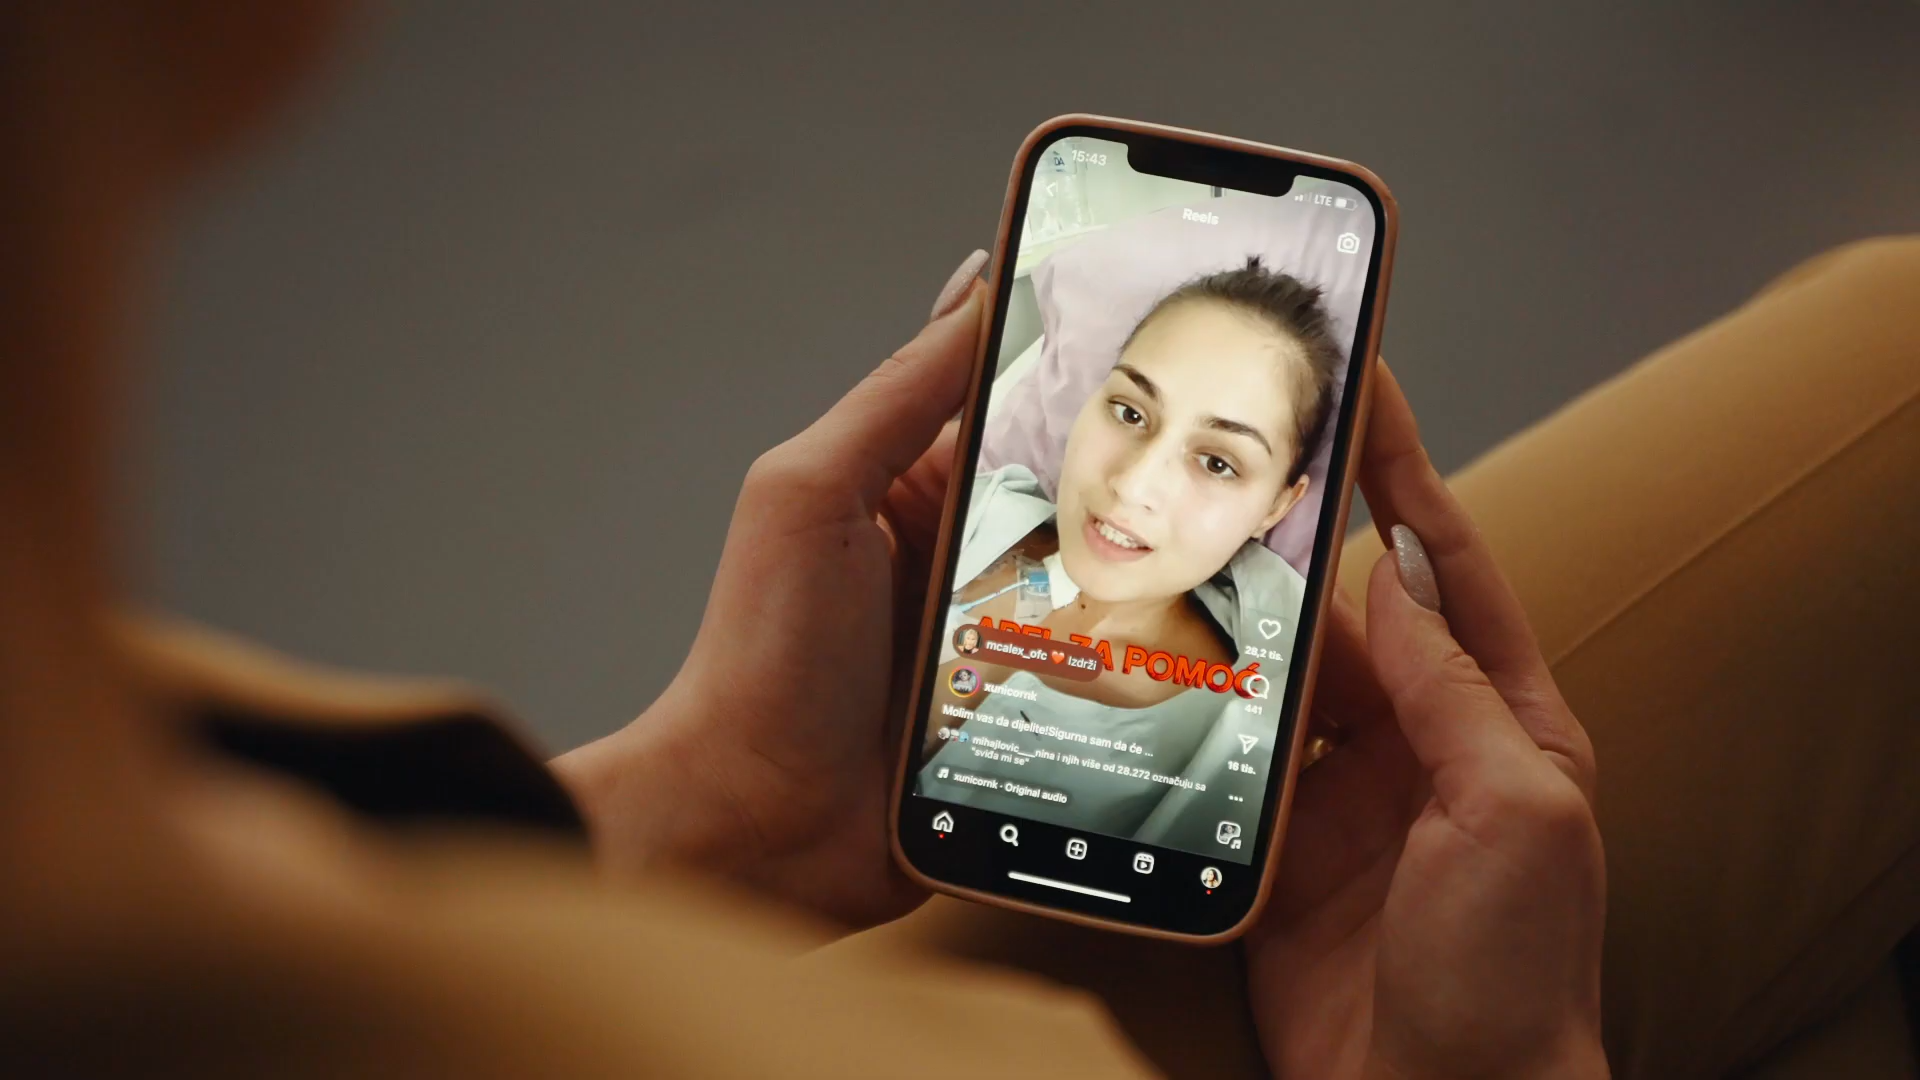 15:43
LTE
Reels
ZA POMOĆ
mcalex_ofc ❤️ Izdrži
28,2 tis.
xunicornk
441
Molim vas da dijelite!Sigurna sam da će ...
mihajlovic___nina i njih više od 28.272 označuju sa
"sviđa mi se"
16 tis.
xunicornk · Original audio